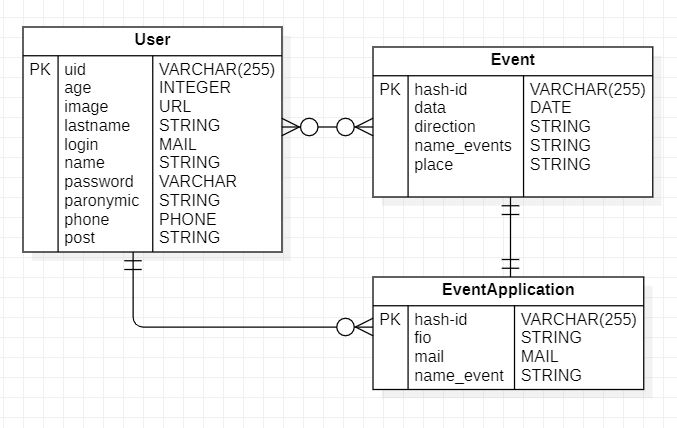 User
PK uid VARCHAR(255)
age INTEGER
image URL
lastname STRING
login MAIL
name STRING
password VARCHAR
paronymic STRING
phone PHONE
post STRING
Event
PK hash-id VARCHAR(255)
data DATE
direction STRING
name_events STRING
place STRING
EventApplication
PK hash-id VARCHAR(255)
fio STRING
mail MAIL
name_event STRING